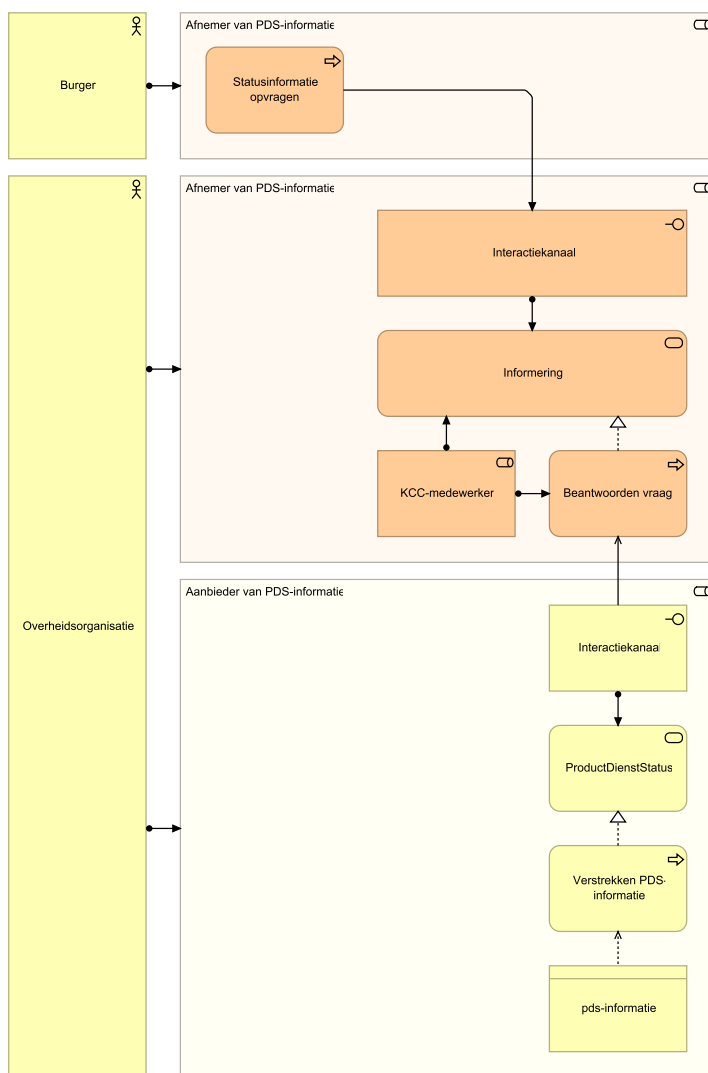 Afnemer van PDS-informatie
Burger
Statusinformatie
opvragen
Afnemer van PDS-informatie
Interactiekanaal
Informering
KCC-medewerker
Beantwoorden vraag
Overheidsorganisatie
Aanbieder van PDS-informatie
Interactiekanaal
ProductDienstStatus
Verstrekken PDS-
informatie
pds-informatie